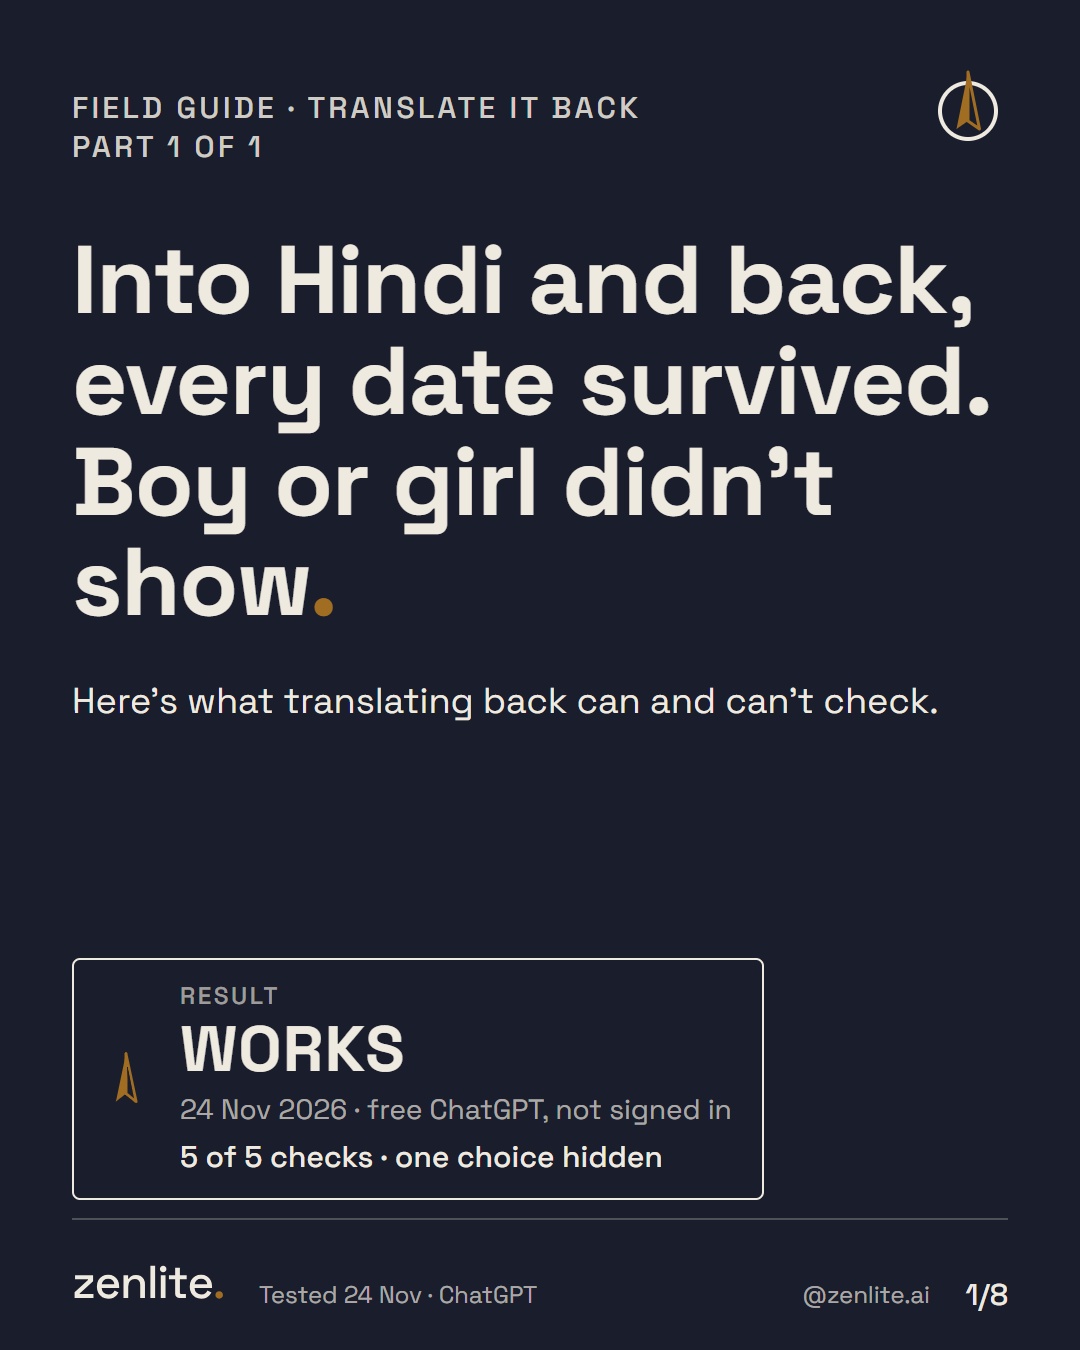 FIELD GUIDE · TRANSLATE IT BACK
PART 1 OF 1
Into Hindi and back,
every date survived.
Boy or girl didn’t
show.
Here’s what translating back can and can’t check.
RESULT
WORKS
24 Nov 2026 · free ChatGPT, not signed in
5 of 5 checks · one choice hidden
zenlite.
Tested 24 Nov · ChatGPT
@zenlite.ai
1/8